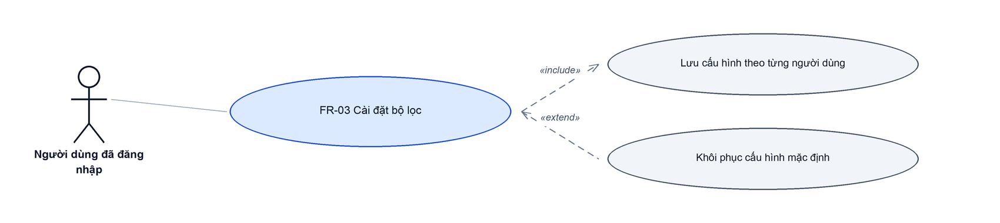 Người dùng đã đăng
nhập
FR-03 Cài đặt bộ lọc
«include»
«extend»
Lưu cấu hình theo từng người dùng
Khôi phục cấu hình mặc định